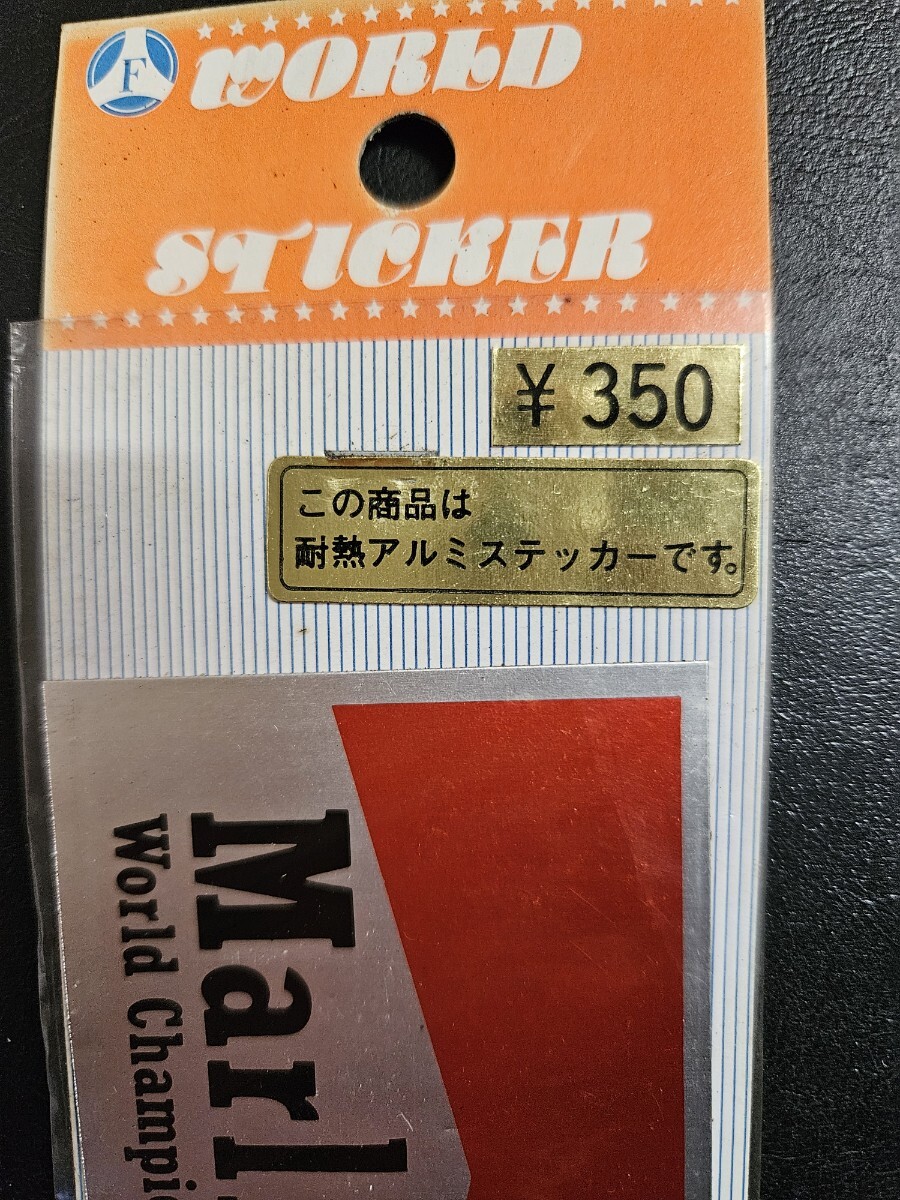 F
WORLD
STICKER
¥ 350
この商品は
耐熱アルミステッカーです。
Marl
World Champi